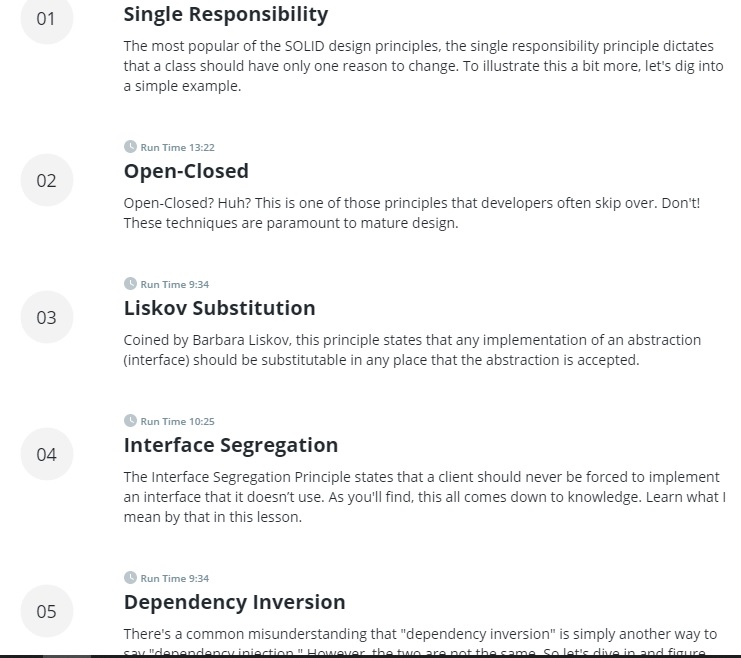 01
Single Responsibility
The most popular of the SOLID design principles, the single responsibility principle dictates
that a class should have only one reason to change. To illustrate this a bit more, let's dig into
a simple example.
Run Time 13:22
02
Open-Closed
Open-Closed? Huh? This is one of those principles that developers often skip over. Don't!
These techniques are paramount to mature design.
Run Time 9:34
03
Liskov Substitution
Coined by Barbara Liskov, this principle states that any implementation of an abstraction
(interface) should be substitutable in any place that the abstraction is accepted.
Run Time 10:25
04
Interface Segregation
The Interface Segregation Principle states that a client should never be forced to implement
an interface that it doesn’t use. As you'll find, this all comes down to knowledge. Learn what I
mean by that in this lesson.
Run Time 9:34
05
Dependency Inversion
There's a common misunderstanding that "dependency inversion" is simply another way to
say "dependency injection." However, the two are not the same. So let's dive in and figure